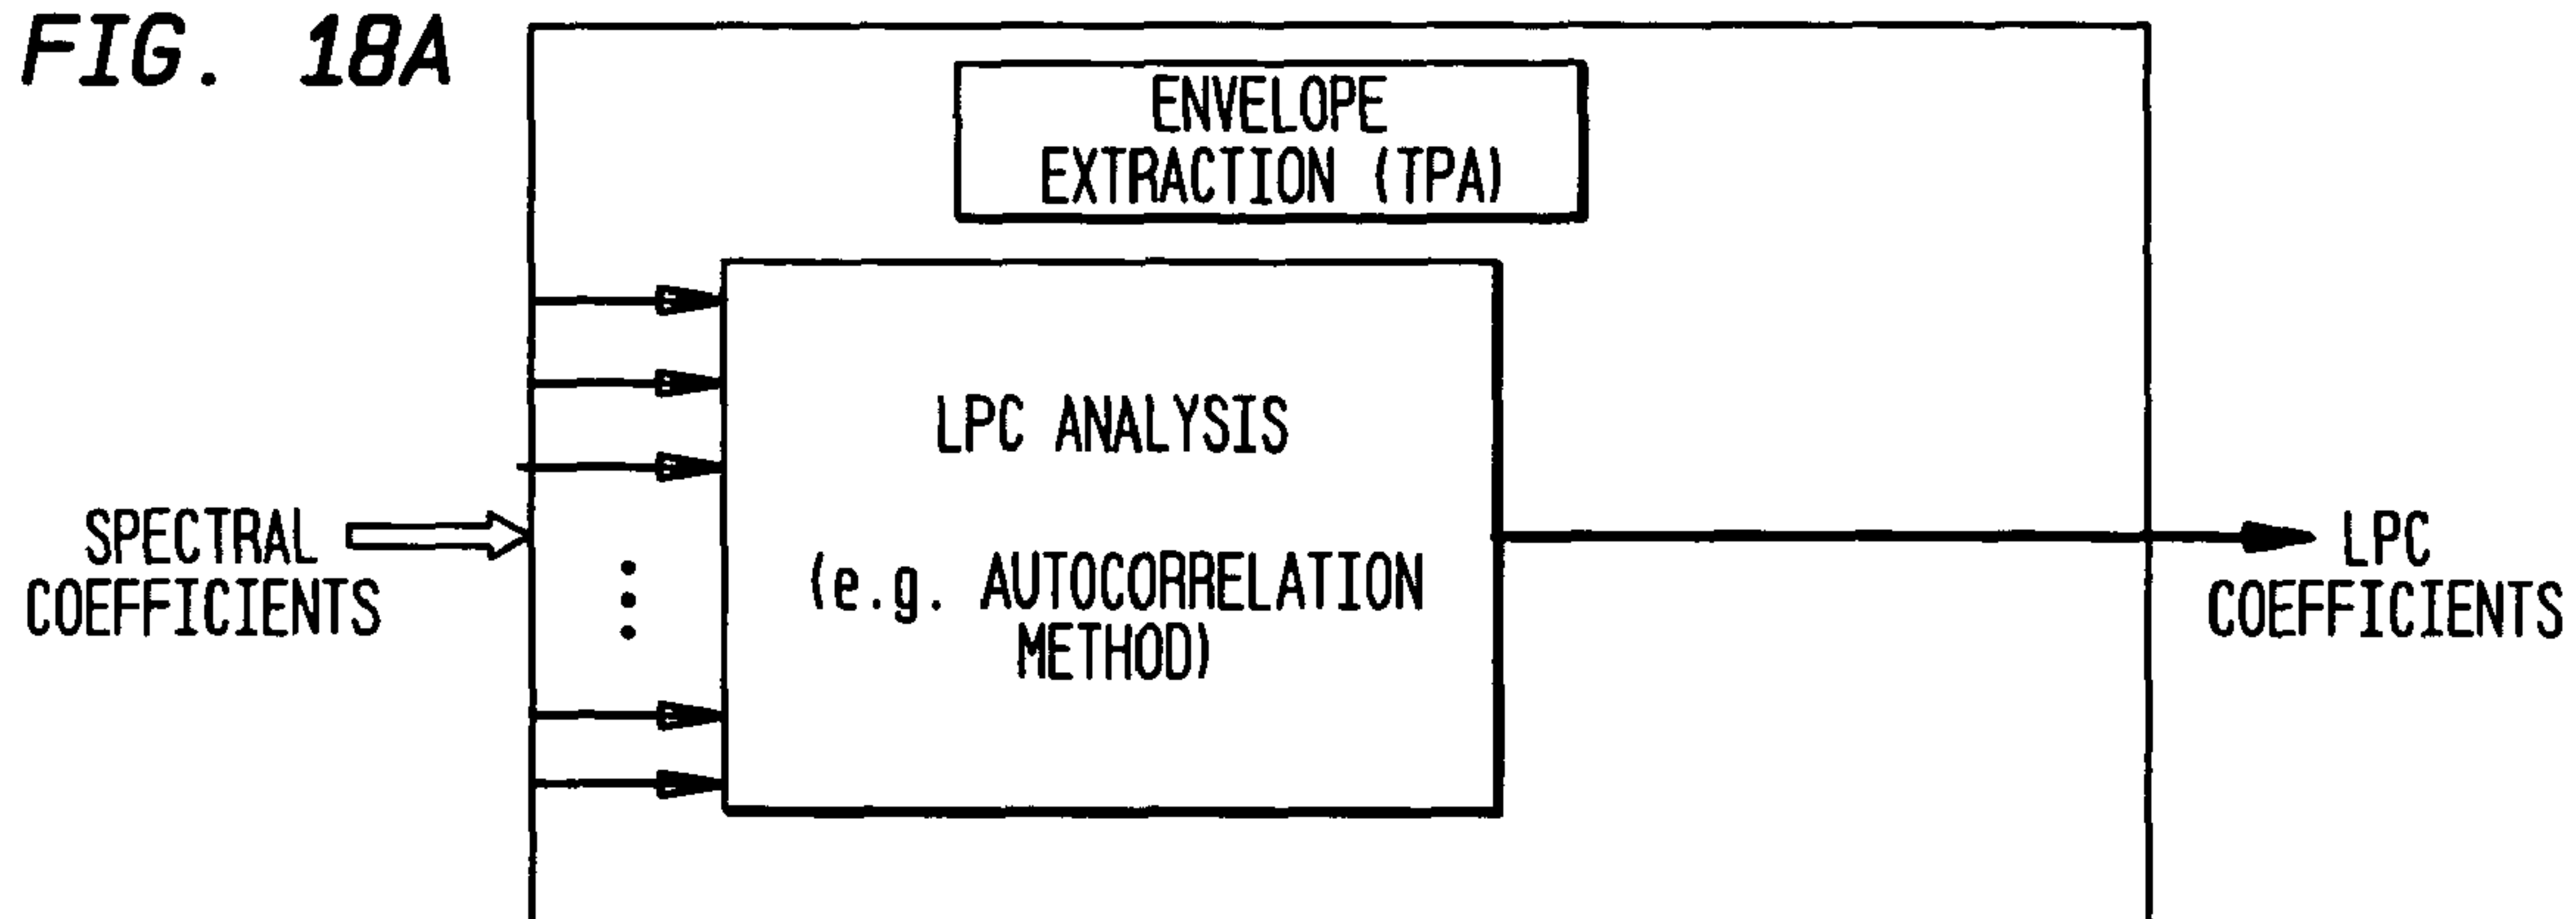 FIG. 18A
ENVELOPE
EXTRACTION (TPA)
LPC ANALYSIS
(e.g. AUTOCORRELATION
METHOD)
SPECTRAL
COEFFICIENTS
LPC
COEFFICIENTS